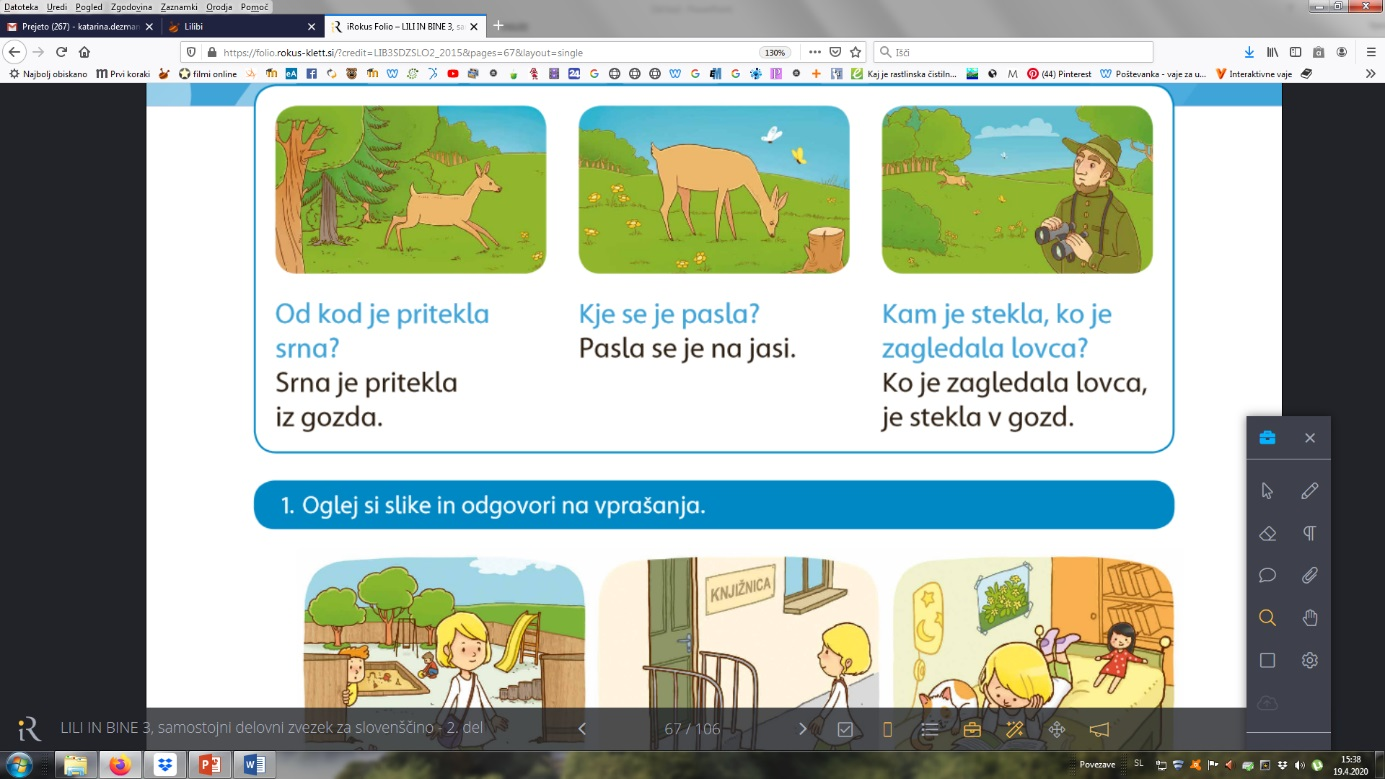 Datoteka Uredi Pogled Zgodovina Zaznamki Orodja Pomoč
Prejeto (267) - katarina.dezman
Lilibi
iRokus Folio – LILI IN BINE 3, sa
https://folio.rokus-klett.si/?credit=LIB3SDZSLO2_2015&pages=67&layout=single
130%
Išči
Najbolj obiskano
Prvi koraki
filmi online
Kaj je rastlinska čistiln...
(44) Pinterest
Poštevanka - vaje za u...
Interaktivne vaje
Od kod je pritekla
srna?
Srna je pritekla
iz gozda.
Kje se je pasla?
Pasla se je na jasi.
Kam je stekla, ko je
zagledala lovca?
Ko je zagledala lovca,
je stekla v gozd.
1. Oglej si slike in odgovori na vprašanja.
KNJIŽNICA
iR
LILI IN BINE 3, samostojni delovni zvezek za slovenščino - 2. del
67 / 106
Povezave
SL
15:38
19.4.2020